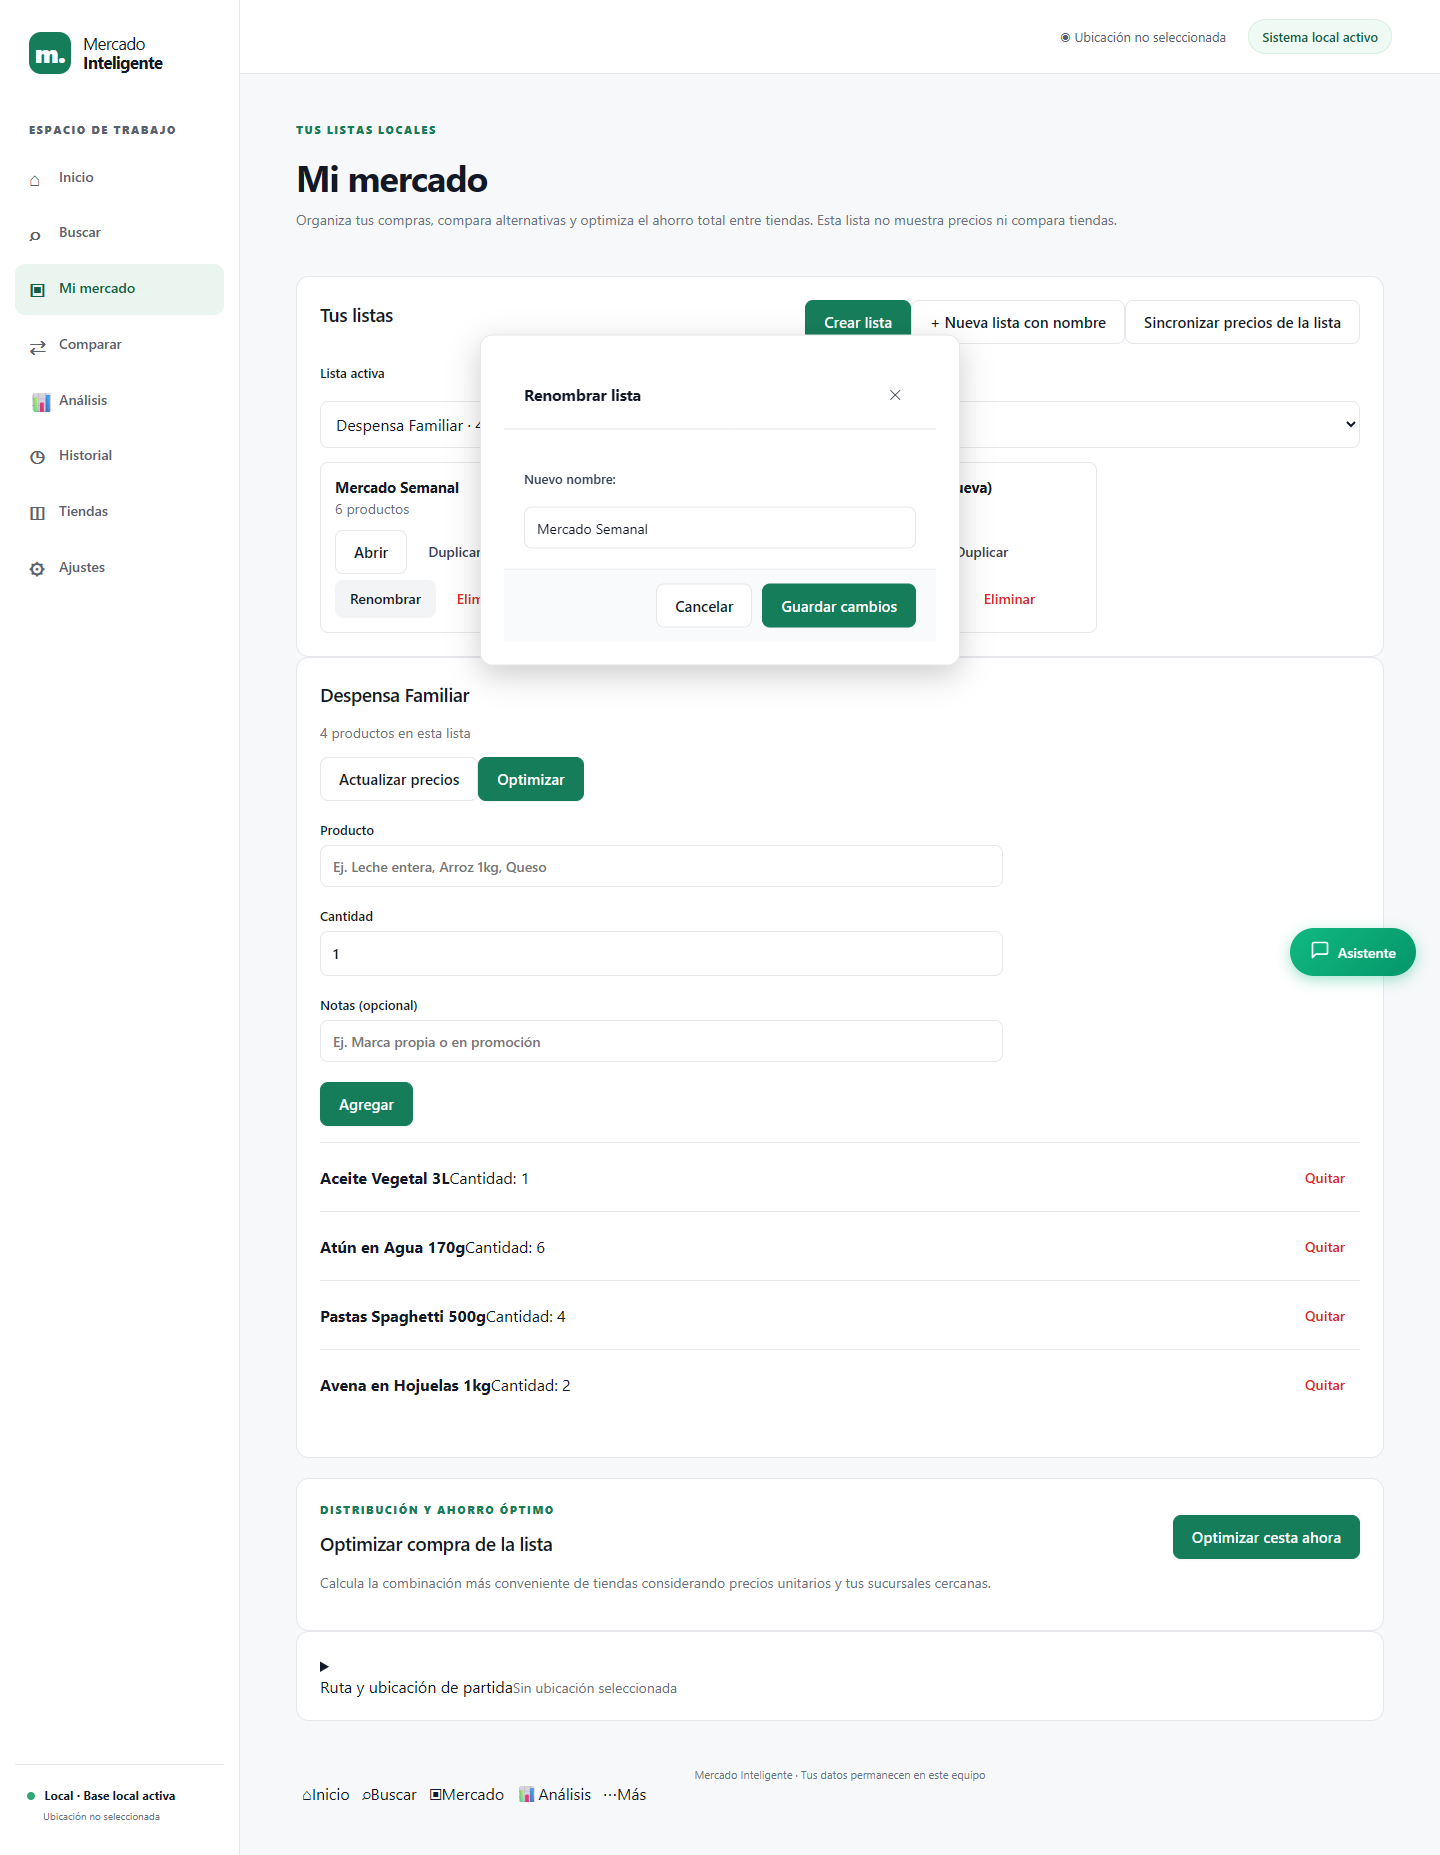 m.
Mercado
Inteligente
ESPACIO DE TRABAJO
Inicio
Buscar
Mi mercado
Comparar
Análisis
Historial
Tiendas
Ajustes
Local · Base local activa
Ubicación no seleccionada
Ubicación no seleccionada
Sistema local activo
TUS LISTAS LOCALES
Mi mercado
Organiza tus compras, compara alternativas y optimiza el ahorro total entre tiendas. Esta lista no muestra precios ni compara tiendas.
Tus listas
Crear lista
+ Nueva lista con nombre
Sincronizar precios de la lista
Lista activa
Despensa Familiar · 4
Mercado Semanal
6 productos
Abrir
Duplicar
Renombrar
Elim
ueva)
Duplicar
Eliminar
Renombrar lista
Nuevo nombre:
Mercado Semanal
Cancelar
Guardar cambios
Despensa Familiar
4 productos en esta lista
Actualizar precios
Optimizar
Producto
Ej. Leche entera, Arroz 1kg, Queso
Cantidad
1
Notas (opcional)
Ej. Marca propia o en promoción
Agregar
Asistente
Aceite Vegetal 3LCantidad: 1
Quitar
Atún en Agua 170gCantidad: 6
Quitar
Pastas Spaghetti 500gCantidad: 4
Quitar
Avena en Hojuelas 1kgCantidad: 2
Quitar
DISTRIBUCIÓN Y AHORRO ÓPTIMO
Optimizar compra de la lista
Calcula la combinación más conveniente de tiendas considerando precios unitarios y tus sucursales cercanas.
Optimizar cesta ahora
Ruta y ubicación de partidaSin ubicación seleccionada
Mercado Inteligente · Tus datos permanecen en este equipo
Inicio Buscar Mercado Análisis ···Más